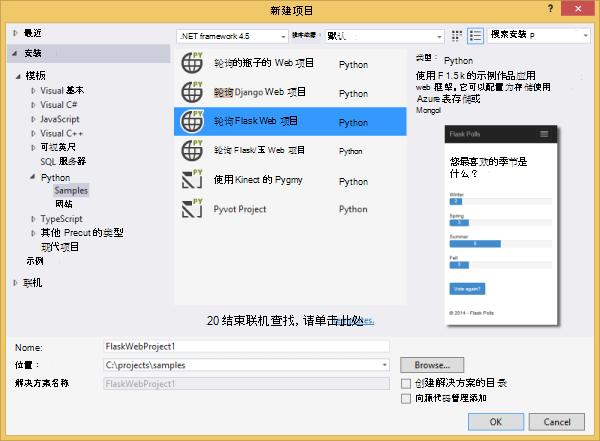 新建项目
? ×
最近
.NET framework 4.5
默认
搜索安装 p
安装
模板
Visual 基本
Visual C#
JavaScript
Visual C++
可视英尺
SQL 服务器
Python
Samples
网站
TypeScript
其他 Precut 的类型
现代项目
示例
联机
轮询的瓶子的 Web 项目 Python
轮询 Django Web 项目 Python
轮询 Flask Web 项目 Python
轮询 Flask/玉 Web 项目 Python
使用 Kinect 的 Pygmy Python
Pyvot Project Python
20 结束联机查找, 请单击此处
类型: Python
使用 F 1.5 k 的示例作品应用
web 框架。它可以配置为存储使用
Azure 表存储或
Mongol
Flask Polls
您最喜欢的季节是
什么?
Winter
2
Spring
3
Summer
Fall
3
Vote again?
© 2014 - Flask Polls
Nome: FlaskWebProject1
位置: C:\projects\samples
Browse...
解决方案名称 FlaskWebProject1
创建解决方案的目录
向源代码管理添加
OK
Cancel